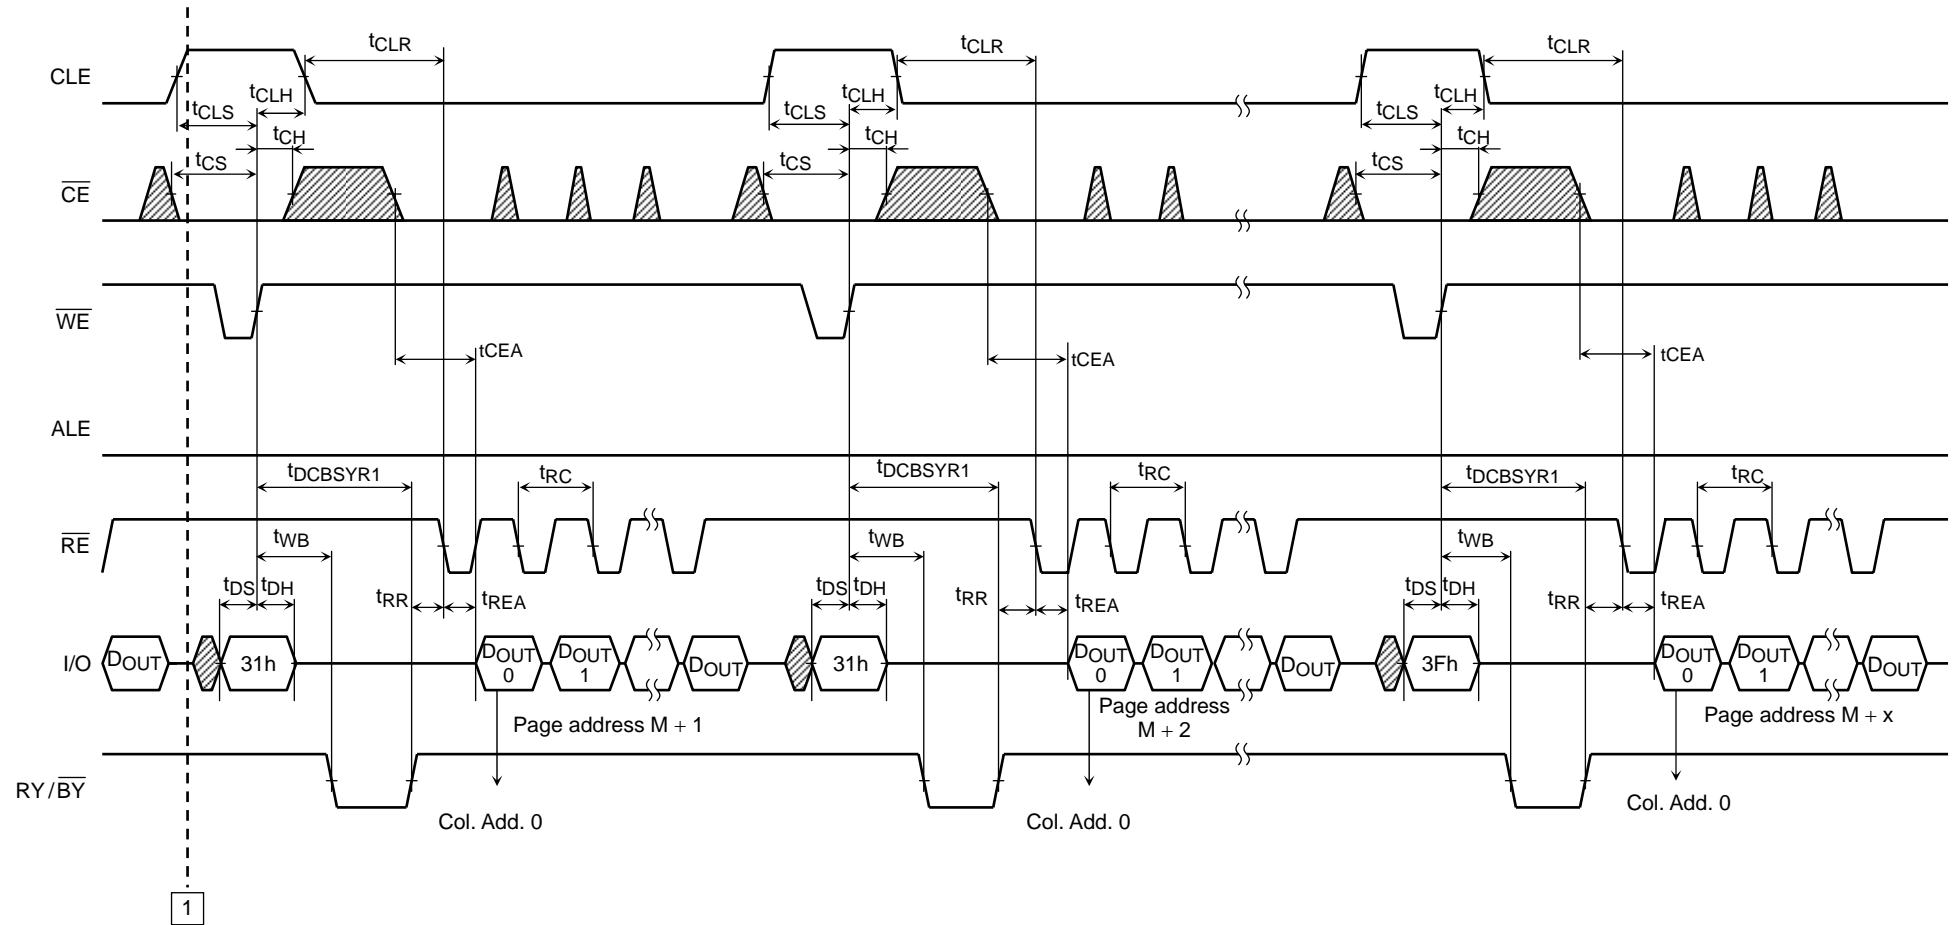 tCLR tCLR tCLR
CLE
tCLH tCLH tCLH
tCLS tCLS tCLS
tCH tCH tCH
tCS tCS tCS
CE
WE
tCEA tCEA tCEA
ALE
tDCBSYR1 tRC tDCBSYR1 tRC tDCBSYR1 tRC
RE
tWB tWB tWB
tDS tDH tDS tDH tDS tDH
tRR tREA tRR tREA tRR tREA
I/O DOUT 31h DOUT 0 DOUT 1 DOUT 31h DOUT 0 DOUT 1 DOUT 3Fh DOUT 0 DOUT 1 DOUT
Page address M + 1
Page address
M + 2
Page address M + x
RY/BY
Col. Add. 0 Col. Add. 0 Col. Add. 0
1